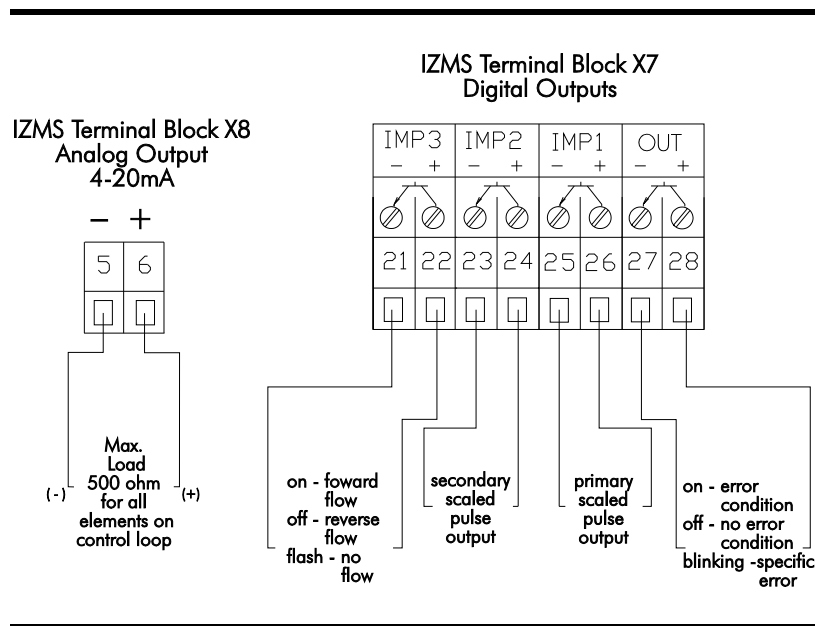 IZMS Terminal Block X8
Analog Output
4-20mA
– +
5 6
Max.
Load
500 ohm
for all
elements on
control loop
(-) (+)
IZMS Terminal Block X7
Digital Outputs
IMP3 IMP2 IMP1 OUT
– + – + – + – +
21 22 23 24 25 26 27 28
on - foward
flow
off - reverse
flow
flash - no
flow
secondary
scaled
pulse
output
primary
scaled
pulse
output
on - error
condition
off - no error
condition
blinking -specific
error